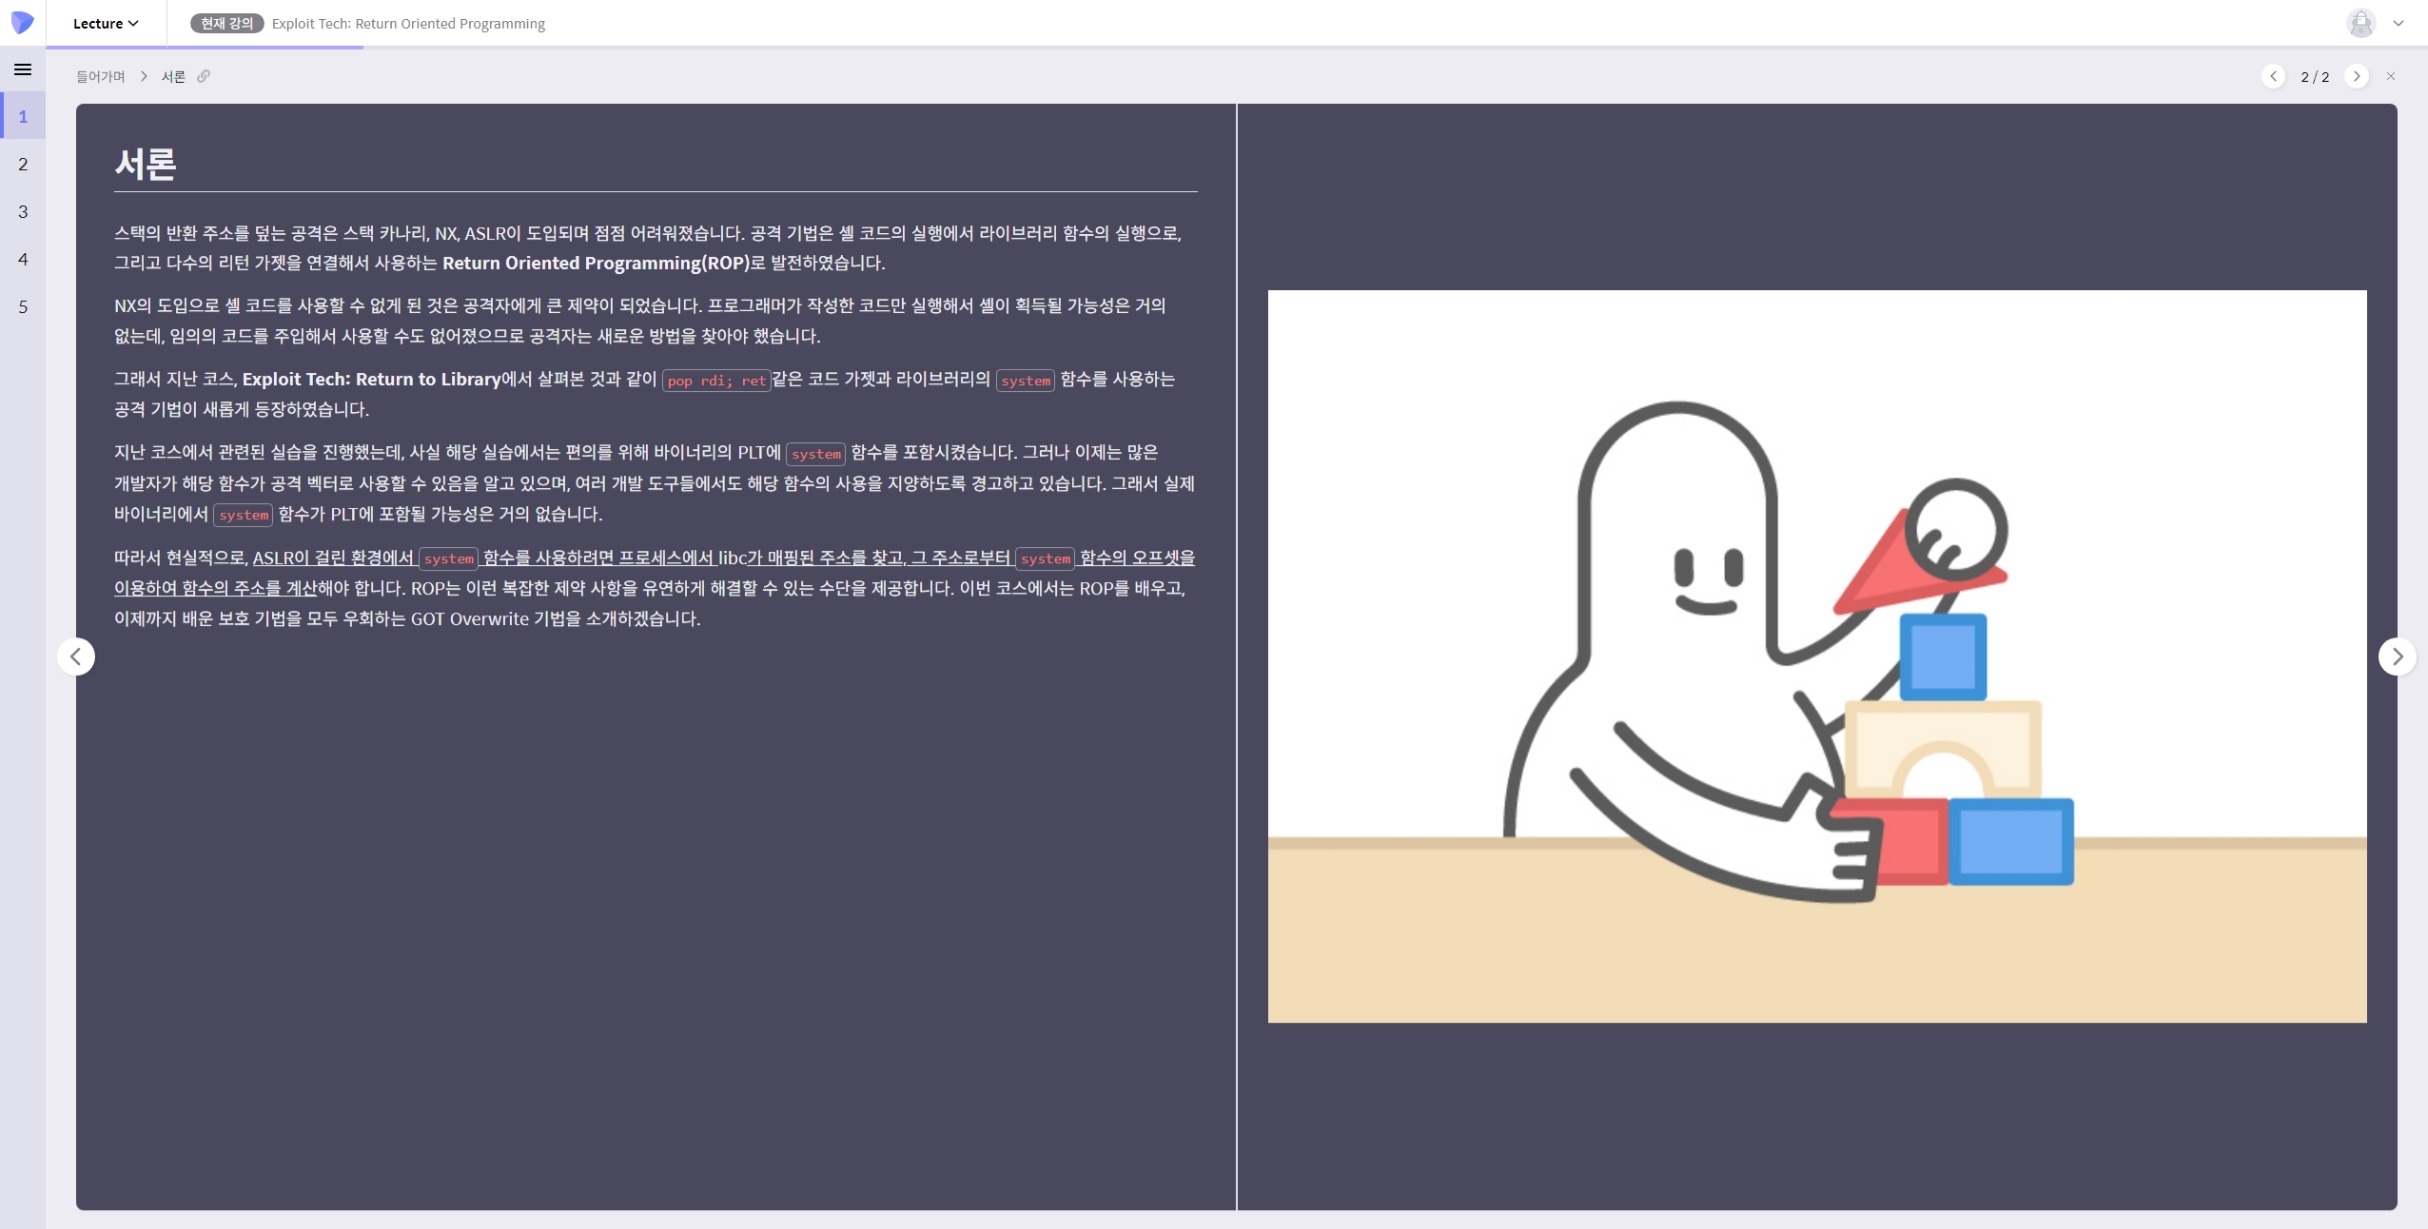 Lecture
현재 강의 Exploit Tech: Return Oriented Programming
들어가며 > 서론
2 / 2
1
2
3
4
5
서론
스택의 반환 주소를 덮는 공격은 스택 카나리, NX, ASLR이 도입되며 점점 어려워졌습니다. 공격 기법은 셸 코드의 실행에서 라이브러리 함수의 실행으로,
그리고 다수의 리턴 가젯을 연결해서 사용하는 Return Oriented Programming(ROP)로 발전하였습니다.
NX의 도입으로 셸 코드를 사용할 수 없게 된 것은 공격자에게 큰 제약이 되었습니다. 프로그래머가 작성한 코드만 실행해서 셸이 획득될 가능성은 거의
없는데, 임의의 코드를 주입해서 사용할 수도 없어졌으므로 공격자는 새로운 방법을 찾아야 했습니다.
그래서 지난 코스, Exploit Tech: Return to Library에서 살펴본 것과 같이 pop rdi; ret같은 코드 가젯과 라이브러리의 system 함수를 사용하는
공격 기법이 새롭게 등장하였습니다.
지난 코스에서 관련된 실습을 진행했는데, 사실 해당 실습에서는 편의를 위해 바이너리의 PLT에 system 함수를 포함시켰습니다. 그러나 이제는 많은
개발자가 해당 함수가 공격 벡터로 사용할 수 있음을 알고 있으며, 여러 개발 도구들에서도 해당 함수의 사용을 지양하도록 경고하고 있습니다. 그래서 실제
바이너리에서 system 함수가 PLT에 포함될 가능성은 거의 없습니다.
따라서 현실적으로, ASLR이 걸린 환경에서 system 함수를 사용하려면 프로세스에서 libc가 매핑된 주소를 찾고, 그 주소로부터 system 함수의 오프셋을
이용하여 함수의 주소를 계산해야 합니다. ROP는 이런 복잡한 제약 사항을 유연하게 해결할 수 있는 수단을 제공합니다. 이번 코스에서는 ROP를 배우고,
이제까지 배운 보호 기법을 모두 우회하는 GOT Overwrite 기법을 소개하겠습니다.